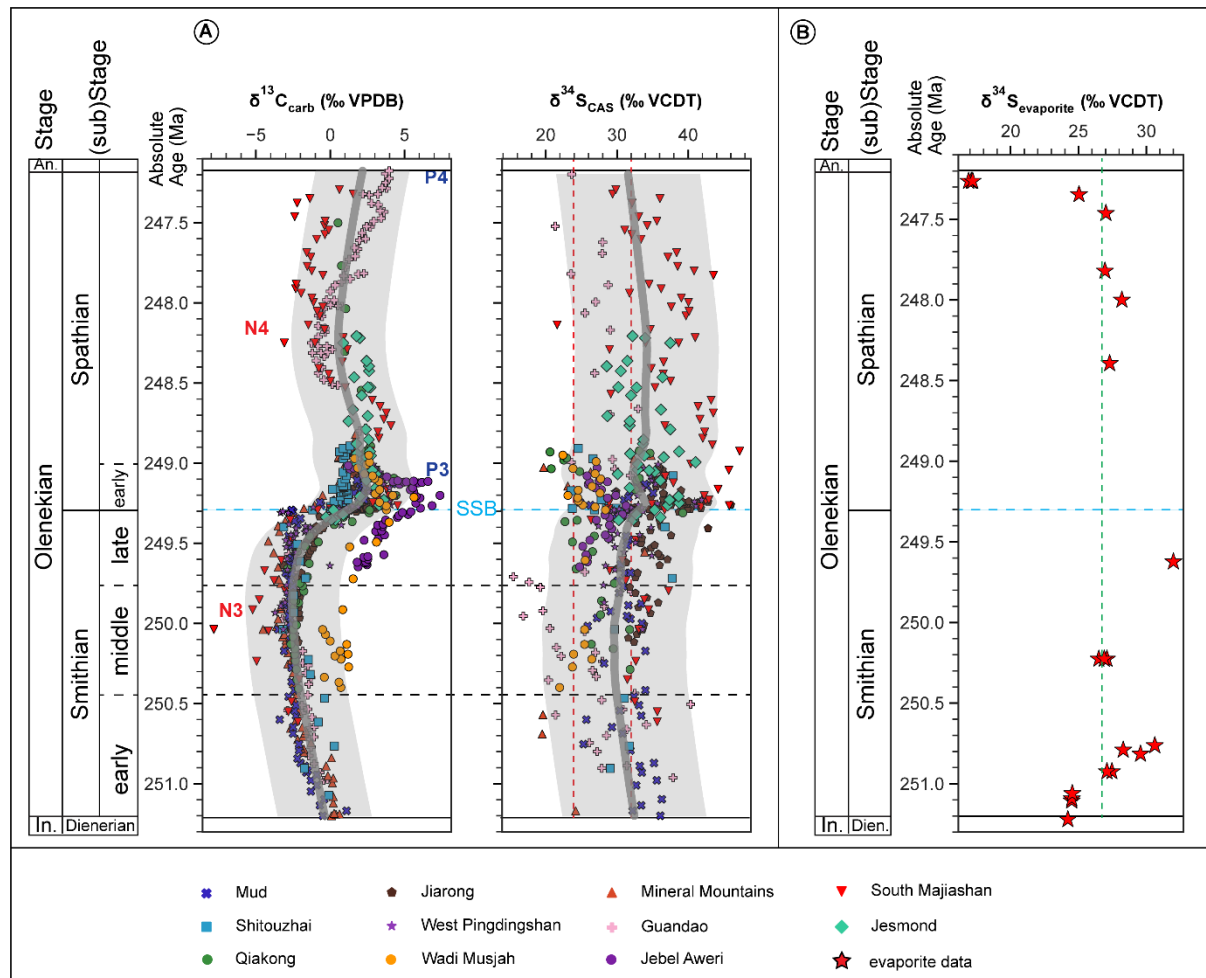 A
B
Stage
(sub)Stage
Absolute
Age (Ma)
δ13Ccarb (‰ VPDB)
−5 0 5
δ34SCAS (‰ VCDT)
20 30 40
Stage
(sub)Stage
Absolute
Age (Ma)
δ34Sevaporite (‰ VCDT)
20 25 30
An.
Olenekian
Spathian
Smithian
early
late
middle
early
In. Dienerian
247.5
248.0
248.5
249.0
249.5
250.0
250.5
251.0
P4
N4
P3
SSB
N3
An.
Olenekian
Spathian
Smithian
In. Dien.
247.5
248.0
248.5
249.0
249.5
250.0
250.5
251.0
Mud
Jiarong
Mineral Mountains
South Majiashan
Shitouzhai
West Pingdingshan
Guandao
Jesmond
Qiakong
Wadi Musjah
Jebel Aweri
evaporite data